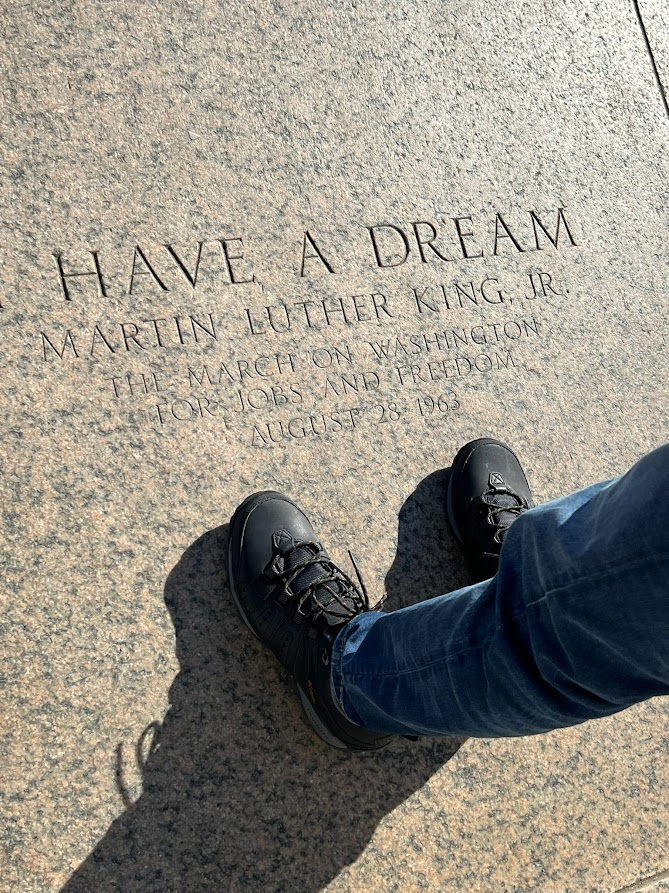 HAVE A DREAM
MARTIN LUTHER KING, JR.
THE MARCH ON WASHINGTON
FOR JOBS AND FREEDOM
AUGUST 28, 1963